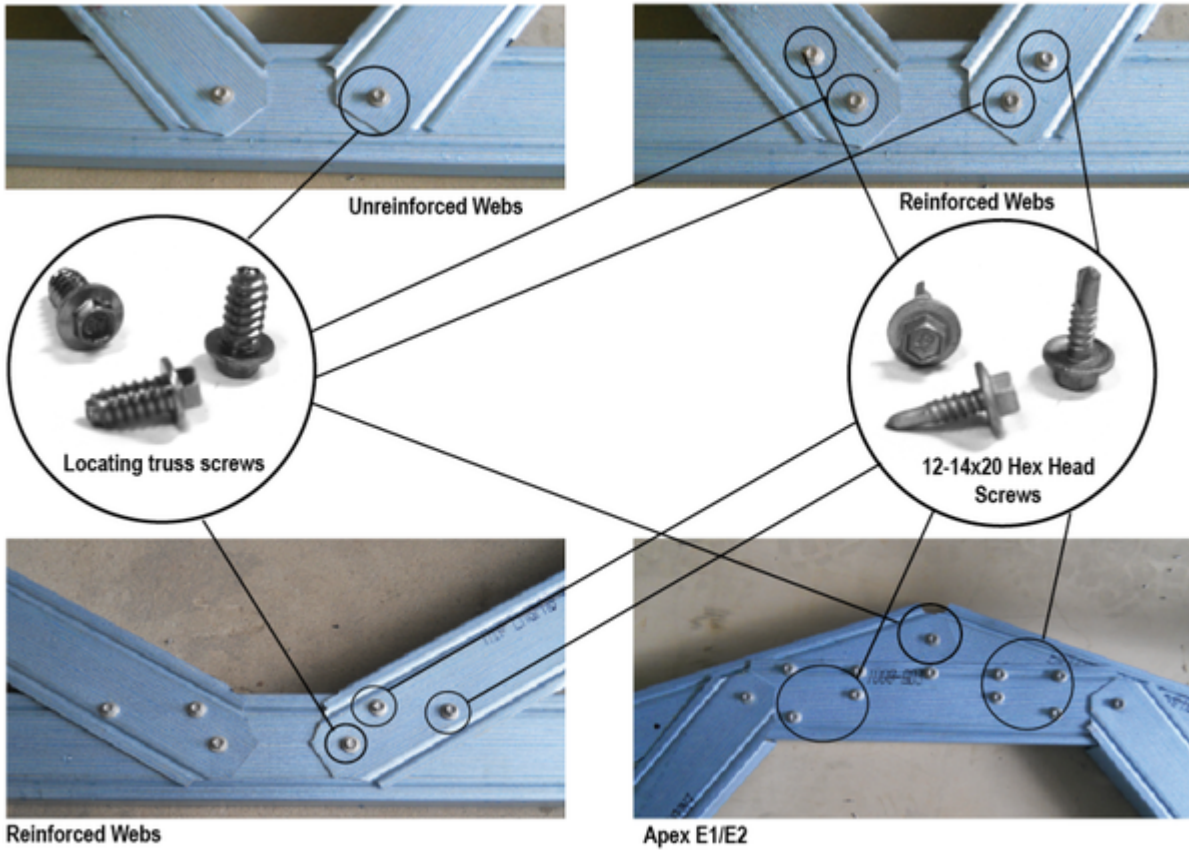 Unreinforced Webs
Reinforced Webs
Locating truss screws
12-14x20 Hex Head
Screws
Reinforced Webs
Apex E1/E2